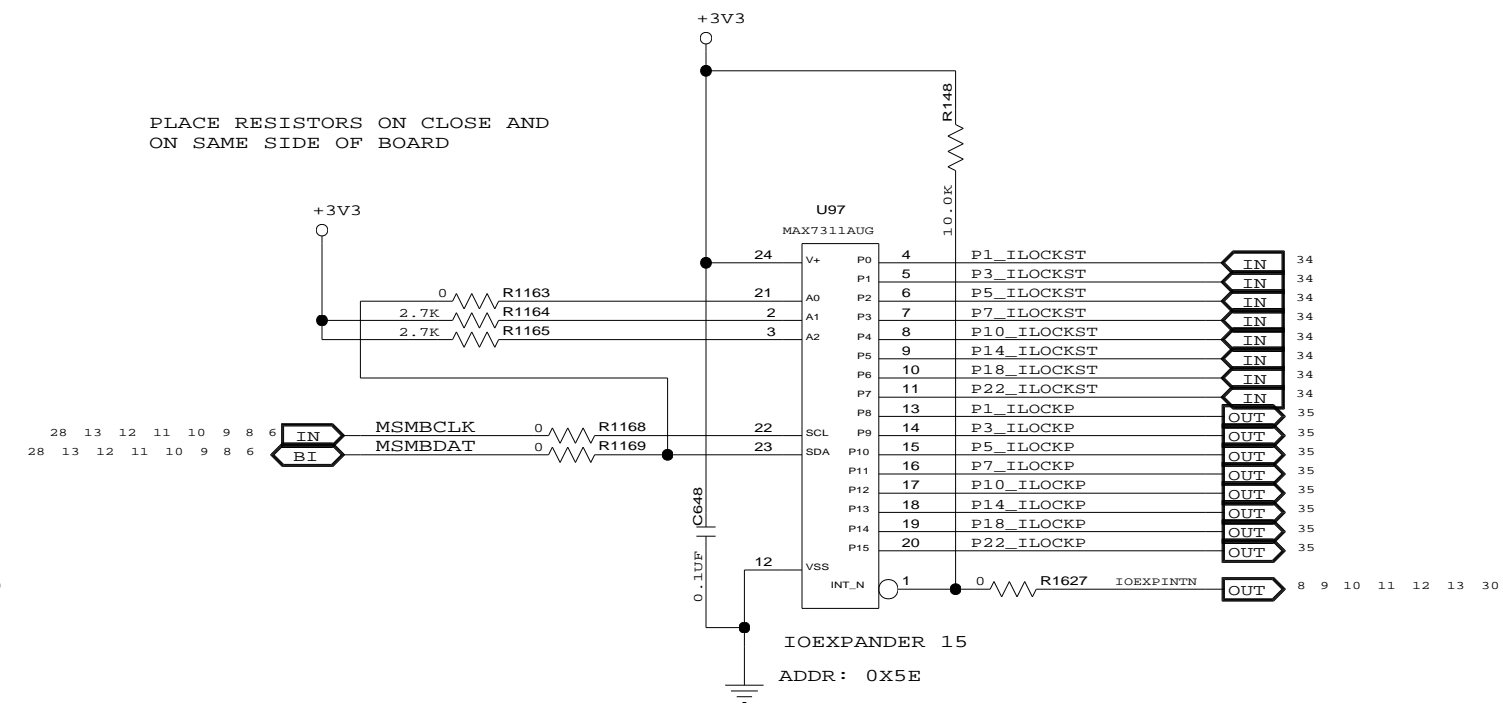 +3V3
PLACE RESISTORS ON CLOSE AND
ON SAME SIDE OF BOARD
R148
10.0K
+3V3
U97
MAX7311AUG
24 V+ P0 4 P1_ILOCKST IN 34
P1 5 P3_ILOCKST IN 34
0 R1163 21 A0 P2 6 P5_ILOCKST IN 34
2.7K R1164 2 A1 P3 7 P7_ILOCKST IN 34
2.7K R1165 3 A2 P4 8 P10_ILOCKST IN 34
P5 9 P14_ILOCKST IN 34
P6 10 P18_ILOCKST IN 34
P7 11 P22_ILOCKST IN 34
P8 13 P1_ILOCKP OUT 35
28 13 12 11 10 9 8 6 IN MSMBCLK 0 R1168 22 SCL P9 14 P3_ILOCKP OUT 35
28 13 12 11 10 9 8 6 BI MSMBDAT 0 R1169 23 SDA P10 15 P5_ILOCKP OUT 35
P11 16 P7_ILOCKP OUT 35
P12 17 P10_ILOCKP OUT 35
P13 18 P14_ILOCKP OUT 35
P14 19 P18_ILOCKP OUT 35
P15 20 P22_ILOCKP OUT 35
C648
0.1UF
12 VSS
INT_N 1 0 R1627 IOEXPINTN OUT 8 9 10 11 12 13 30
IOEXPANDER 15
ADDR: 0X5E